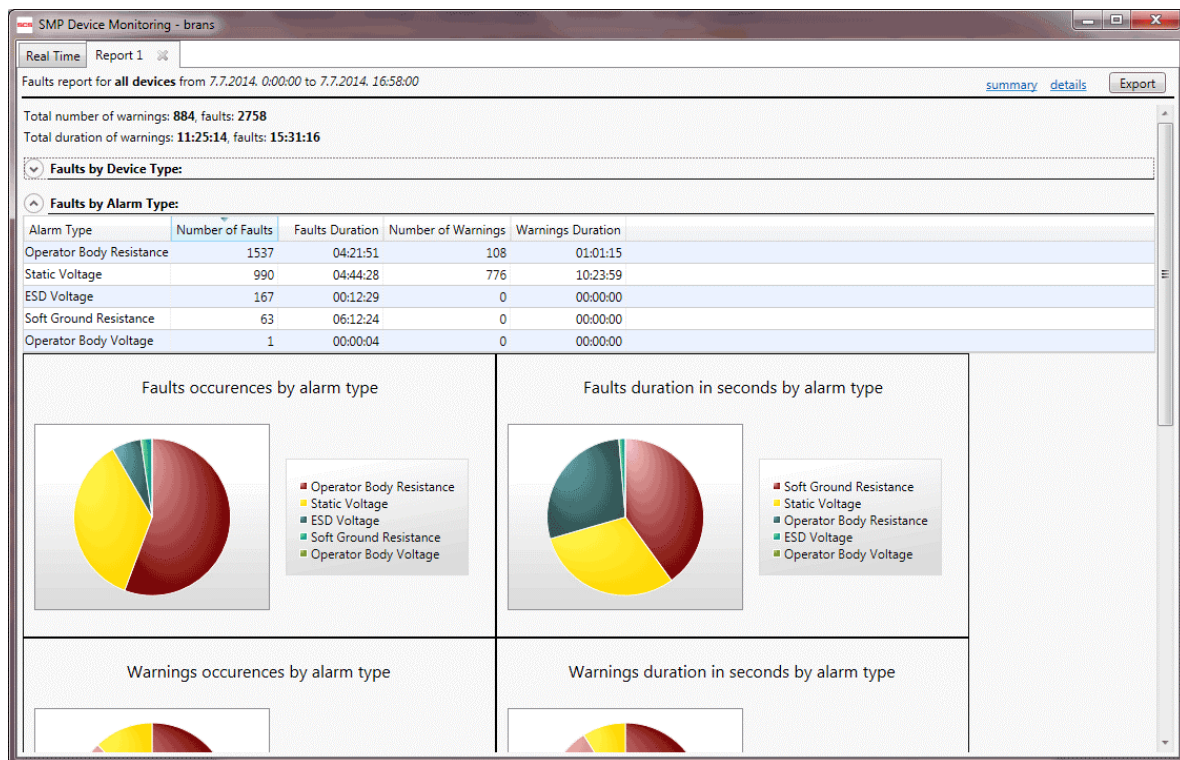 SCS SMP Device Monitoring - brans
Real Time Report 1
Faults report for all devices from 7.7.2014. 0:00:00 to 7.7.2014. 16:58:00 summary details Export
Total number of warnings: 884, faults: 2758
Total duration of warnings: 11:25:14, faults: 15:31:16
Faults by Device Type:
Faults by Alarm Type:
Alarm Type Number of Faults Faults Duration Number of Warnings Warnings Duration
Operator Body Resistance 1537 04:21:51 108 01:01:15
Static Voltage 990 04:44:28 776 10:23:59
ESD Voltage 167 00:12:29 0 00:00:00
Soft Ground Resistance 63 06:12:24 0 00:00:00
Operator Body Voltage 1 00:00:04 0 00:00:00
Faults occurences by alarm type
Operator Body Resistance
Static Voltage
ESD Voltage
Soft Ground Resistance
Operator Body Voltage
Faults duration in seconds by alarm type
Soft Ground Resistance
Static Voltage
Operator Body Resistance
ESD Voltage
Operator Body Voltage
Warnings occurences by alarm type
Warnings duration in seconds by alarm type